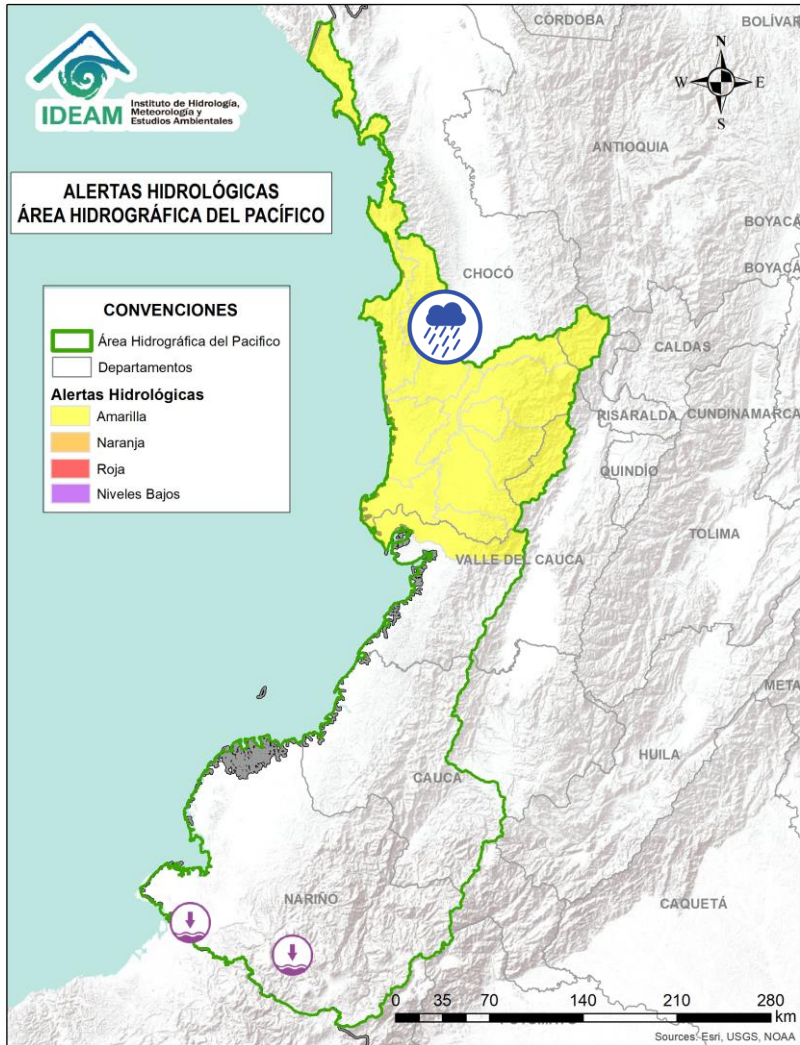 CÓRDOBA
BOLÍVAR
N
W
E
S
IDEAM
Instituto de Hidrología,
Meteorología y
Estudios Ambientales
ANTIOQUIA
ALERTAS HIDROLÓGICAS
ÁREA HIDROGRÁFICA DEL PACÍFICO
BOYACÁ
BOYACÁ
CHOCÓ
CONVENCIONES
Área Hidrográfica del Pacifico
Departamentos
Alertas Hidrológicas
Amarilla
Naranja
Roja
Niveles Bajos
CALDAS
RISARALDA
CUNDINAMARCA
QUINDÍO
TOLIMA
VALLE DEL CAUCA
META
HUILA
CAUCA
NARIÑO
CAQUETÁ
0 35 70 140 210 280
km
Sources: Esri, USGS, NOAA